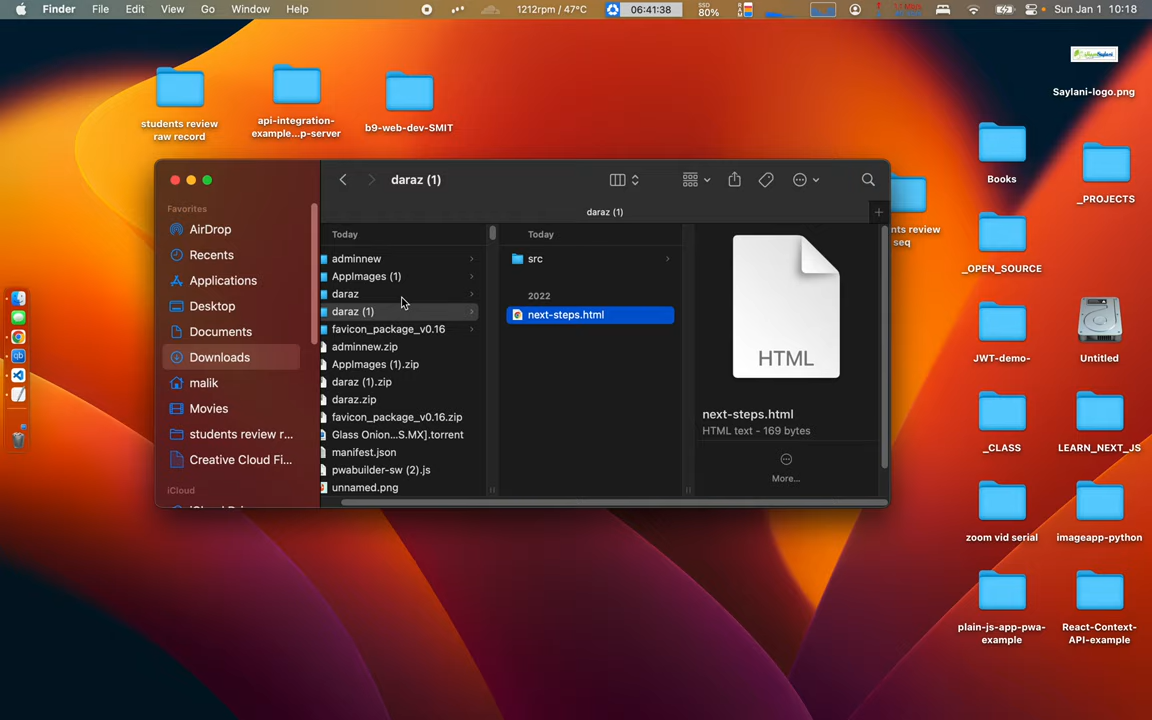 Finder File Edit View Go Window Help
1212rpm / 47°C
06:41:38
SSD
80%
Sun Jan 1 10:18
students review
raw record
api-integration-
example...p-server
b9-web-dev-SMIT
Saylani-logo.png
Books
_PROJECTS
nts review
seq
_OPEN_SOURCE
JWT-demo-
Untitled
_CLASS
LEARN_NEXT_JS
zoom vid serial
imageapp-python
plain-js-app-pwa-
example
React-Context-
API-example
daraz (1)
daraz (1)
Favorites
AirDrop
Recents
Applications
Desktop
Documents
Downloads
malik
Movies
students review r...
Creative Cloud Fi...
iCloud
Today
adminnew
AppImages (1)
daraz
daraz (1)
favicon_package_v0.16
adminnew.zip
AppImages (1).zip
daraz (1).zip
daraz.zip
favicon_package_v0.16.zip
Glass Onion...S.MX].torrent
manifest.json
pwabuilder-sw (2).js
unnamed.png
Today
src
2022
next-steps.html
HTML
next-steps.html
HTML text - 169 bytes
More...